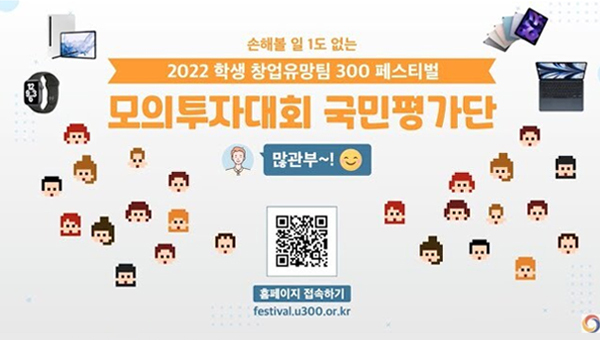 손해볼 일 1도 없는
2022 학생 창업유망팀 300 페스티벌
모의투자대회 국민평가단
많관부~!
홈페이지 접속하기
festival.u300.or.kr